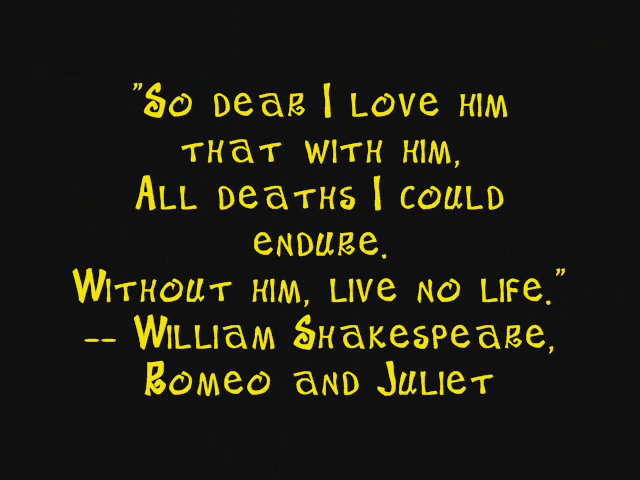 "So dear I love him
that with him,
All deaths I could
endure.
Without him, live no life."
-- William Shakespeare,
Romeo and Juliet